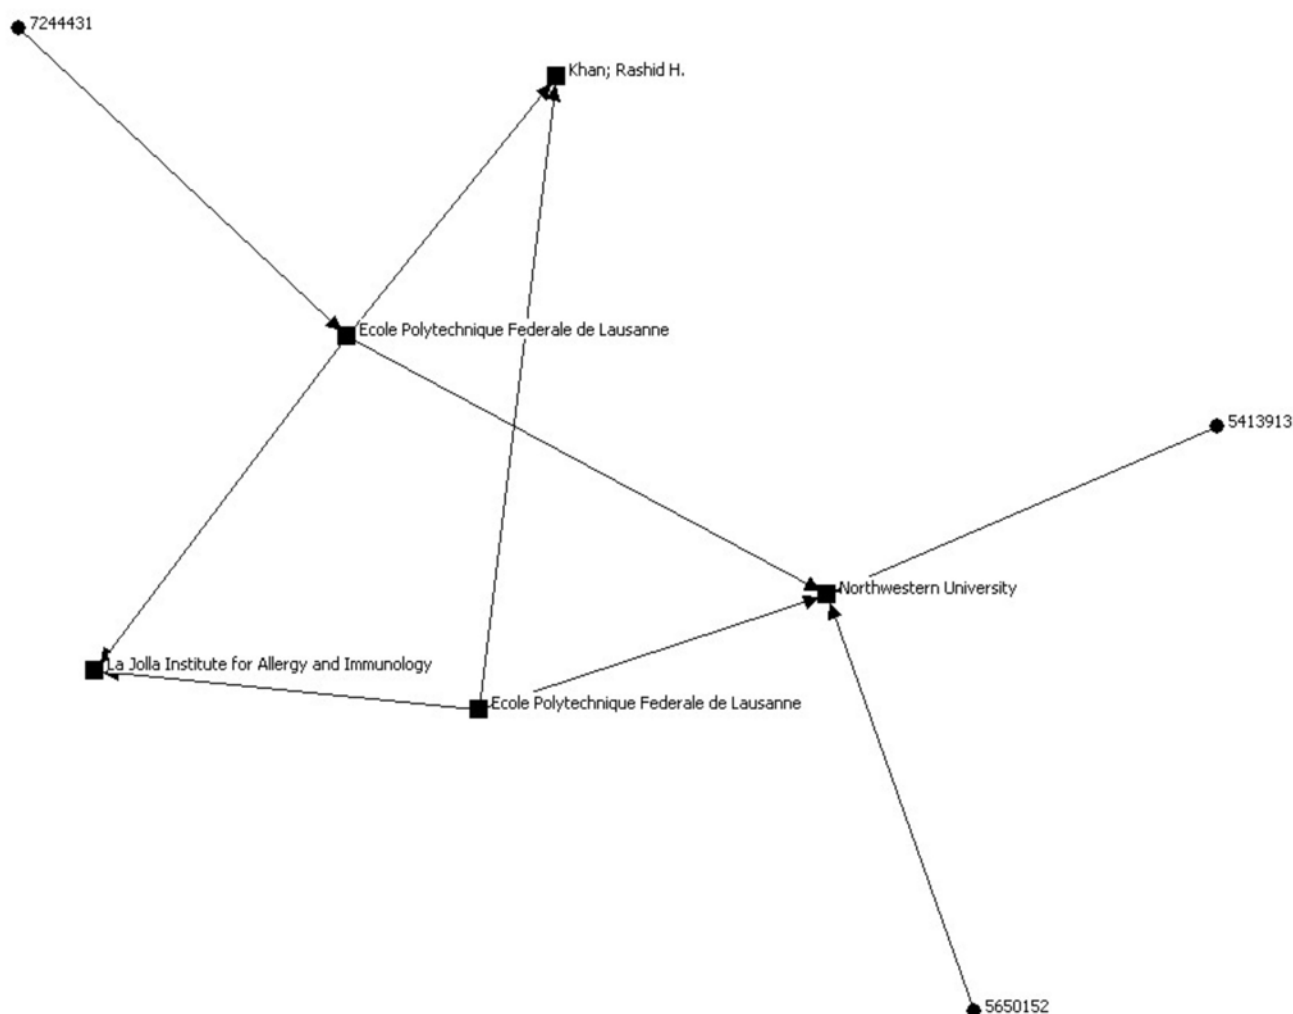 7244431
Khan; Rashid H.
Ecole Polytechnique Federale de Lausanne
5413913
Northwestern University
La Jolla Institute for Allergy and Immunology
Ecole Polytechnique Federale de Lausanne
5650152